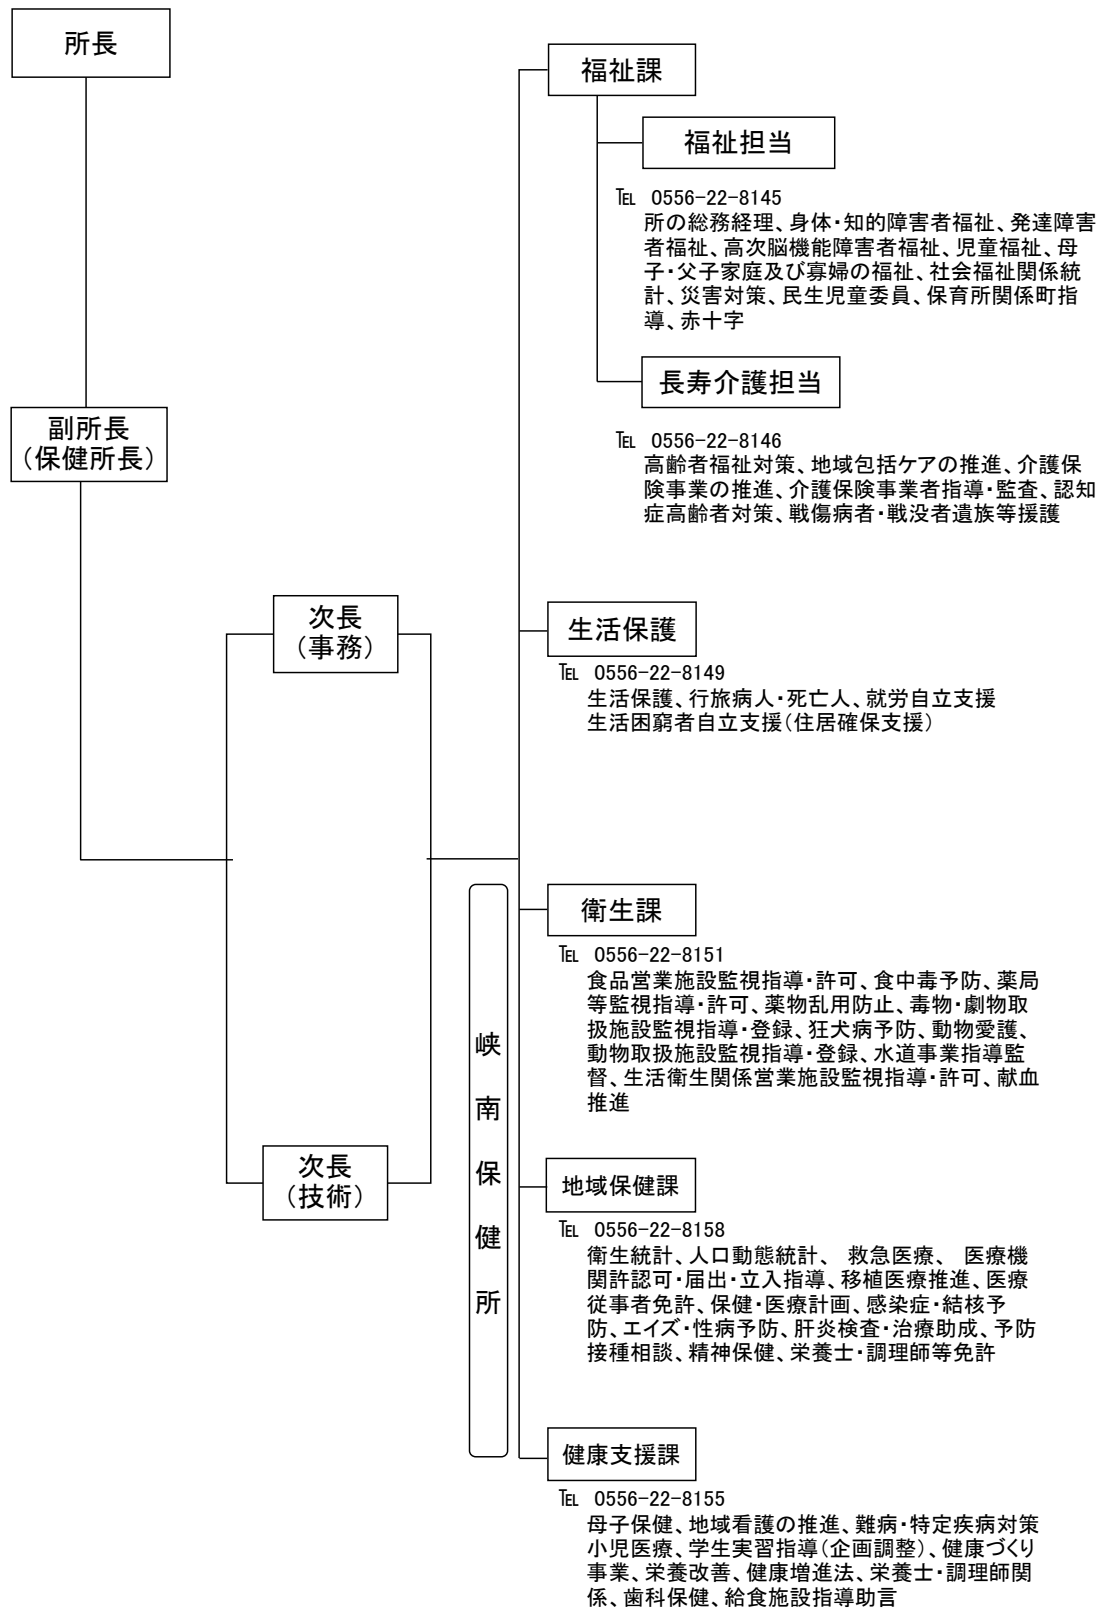 所長
福祉課
福祉担当
℡ 0556-22-8145
所の総務経理、身体・知的障害者福祉、発達障害
者福祉、高次脳機能障害者福祉、児童福祉、母
子・父子家庭及び寡婦の福祉、社会福祉関係統
計、災害対策、民生児童委員、保育所関係町指
導、赤十字
長寿介護担当
副所長
（保健所長）
℡ 0556-22-8146
高齢者福祉対策、地域包括ケアの推進、介護保
険事業の推進、介護保険事業者指導・監査、認知
症高齢者対策、戦傷病者・戦没者遺族等援護
次長
（事務）
生活保護
℡ 0556-22-8149
生活保護、行旅病人・死亡人、就労自立支援
生活困窮者自立支援（住居確保支援）
衛生課
℡ 0556-22-8151
食品営業施設監視指導・許可、食中毒予防、薬局
等監視指導・許可、薬物乱用防止、毒物・劇物取
扱施設監視指導・登録、狂犬病予防、動物愛護、
動物取扱施設監視指導・登録、水道事業指導監
督、生活衛生関係営業施設監視指導・許可、献血
推進
峡南保健所
次長
（技術）
地域保健課
℡ 0556-22-8158
衛生統計、人口動態統計、 救急医療、 医療機
関許認可・届出・立入指導、移植医療推進、医療
従事者免許、保健・医療計画、感染症・結核予
防、エイズ・性病予防、肝炎検査・治療助成、予防
接種相談、精神保健、栄養士・調理師等免許
健康支援課
℡ 0556-22-8155
母子保健、地域看護の推進、難病・特定疾病対策
小児医療、学生実習指導（企画調整）、健康づくり
事業、栄養改善、健康増進法、栄養士・調理師関
係、歯科保健、給食施設指導助言